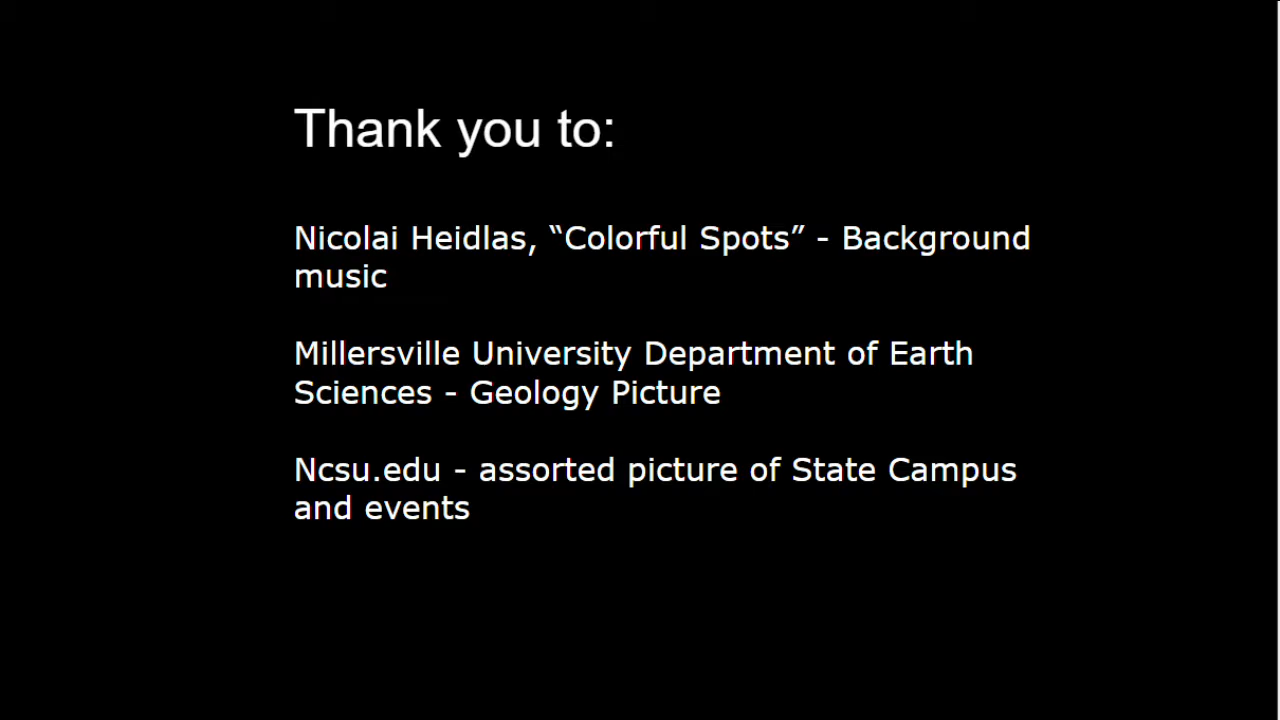 Thank you to:
Nicolai Heidlas, “Colorful Spots” - Background
music
Millersville University Department of Earth
Sciences - Geology Picture
Ncsu.edu - assorted picture of State Campus
and events